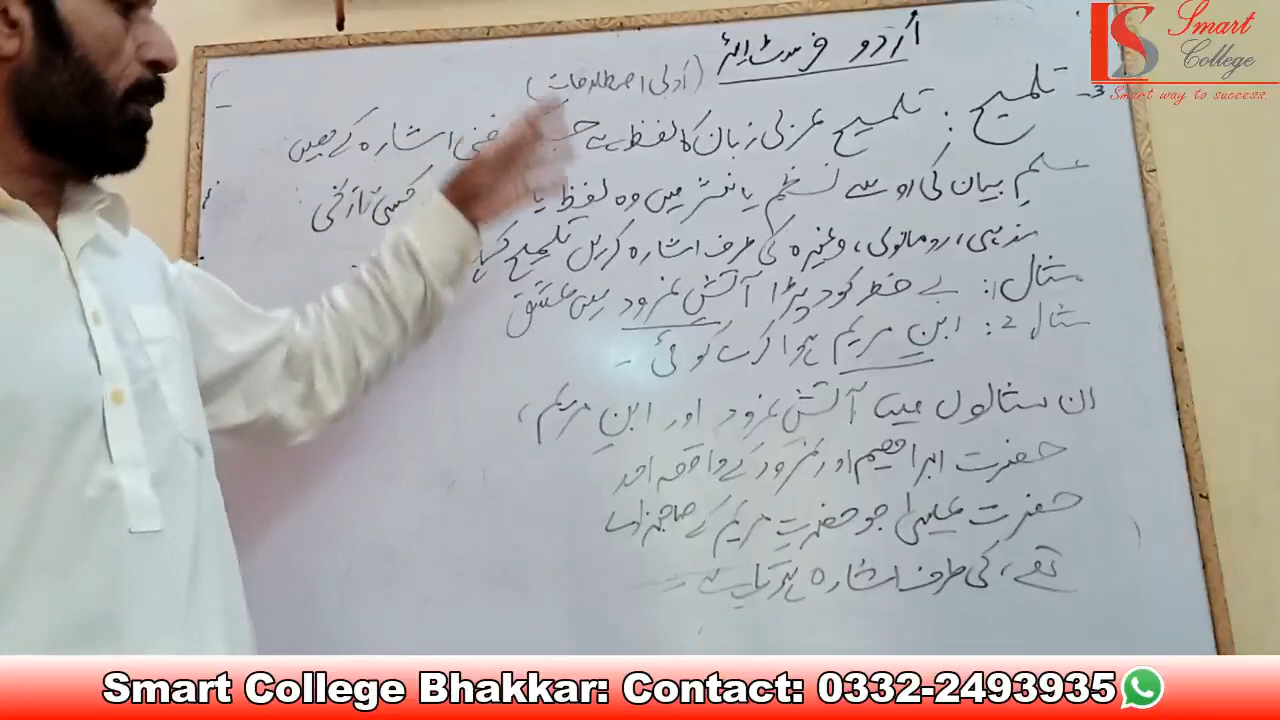 اُردو فرسٹ ایئر
(ادبی اصطلاحات)
Smart
College
Smart way to success.
3- تلمیح : تلمیح عربی زبان کا لفظ ہے معنی اشارہ کے ہیں
علمِ بیان کی رو سے نظم یا نثر میں وہ لفظ یا کسی تاریخی
مذہبی، رومانوی، وغیرہ کی طرف اشارہ کریں تلمیح
مثال 1: بے خطر کود پڑا آتشِ نمرود میں عشق
مثال 2: ابنِ مریم ہوا کرے کوئی -
ان مثالوں میں آتشِ نمرود اور ابنِ مریم،
حضرت ابراھیم اور نمرود کے واقعہ اور
حضرت عیسیٰ جو حضرت مریم کے صاحبزادے
تھے، کی طرف اشارہ ہوتا ہے -
Smart College Bhakkar: Contact: 0332-2493935